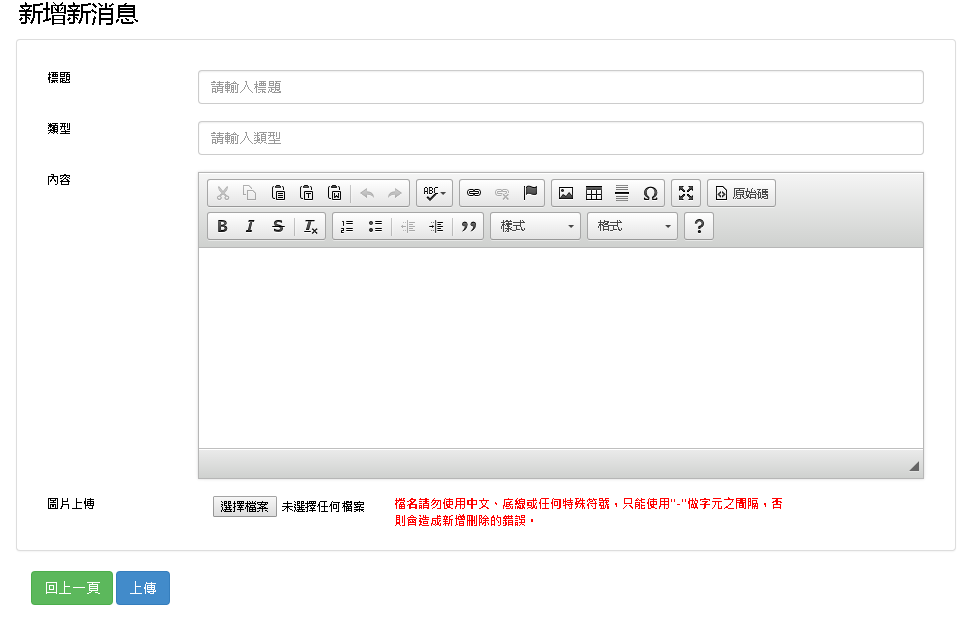 新增新消息
標題
請輸入標題
類型
請輸入類型
內容
ABC
Ω
原始碼
B I S Tx
樣式
格式
?
圖片上傳
選擇檔案 未選擇任何檔案
檔名請勿使用中文、底線或任何特殊符號，只能使用"-"做字元之間隔，否
則會造成新增刪除的錯誤。
回上一頁 上傳